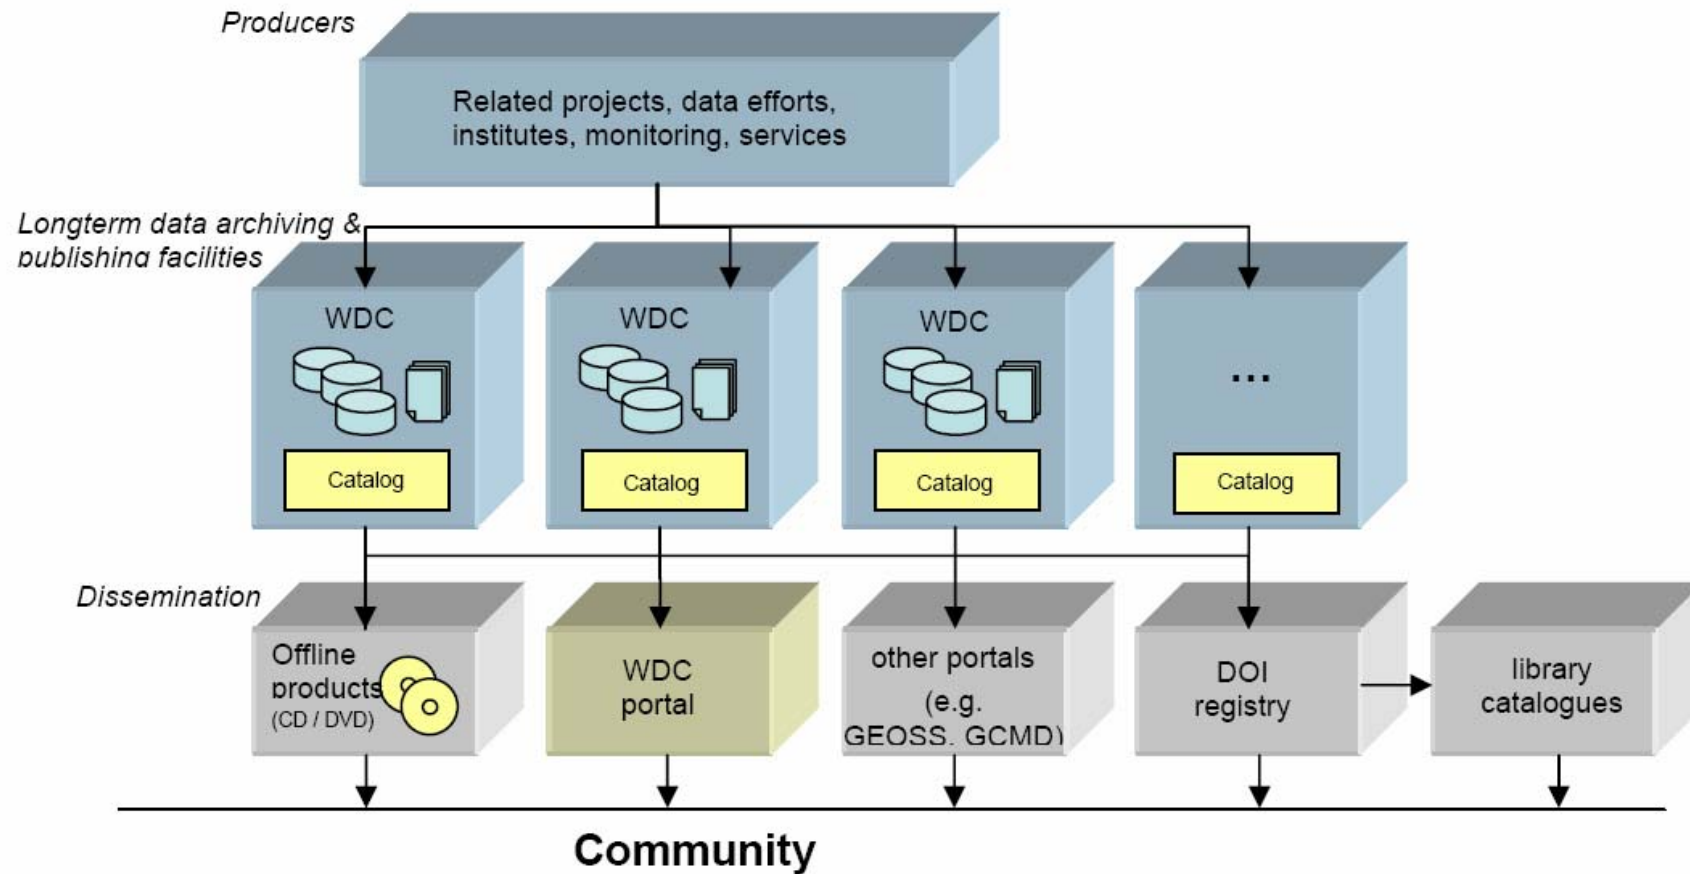 Producers
Related projects, data efforts,
institutes, monitoring, services
Longterm data archiving &
publishing facilities
WDC
WDC
WDC
...
Catalog
Catalog
Catalog
Catalog
Dissemination
Offline
products
(CD / DVD)
WDC
portal
other portals
(e.g.
GEOSS, GCMD)
DOI
registry
library
catalogues
Community